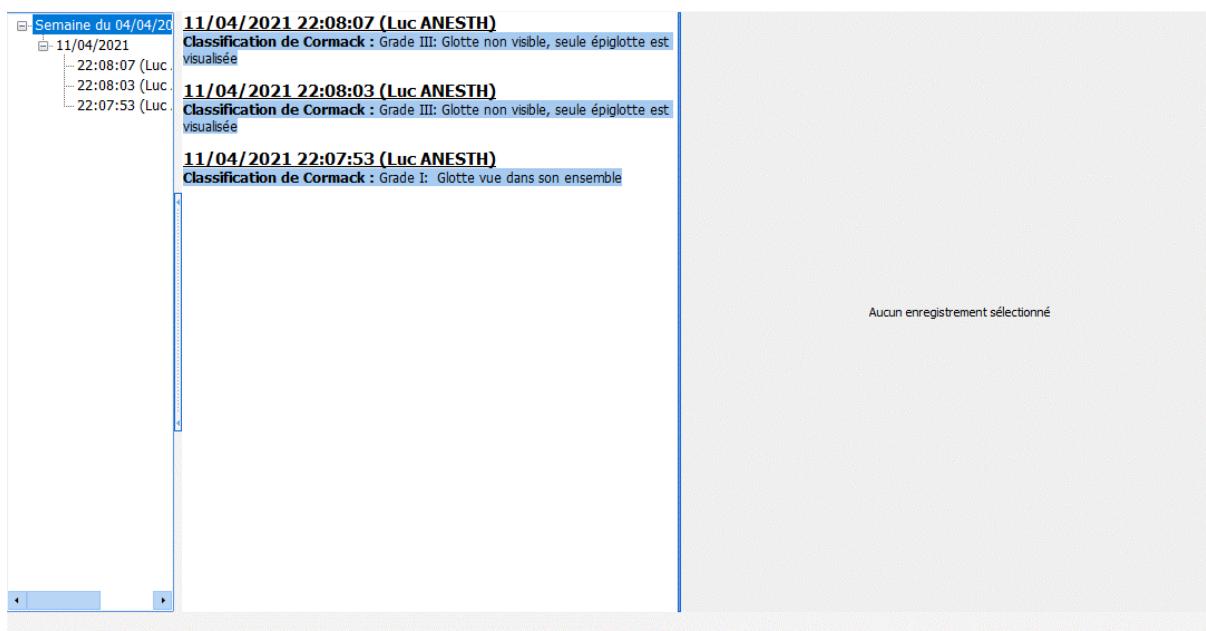 Semaine du 04/04/20
11/04/2021
22:08:07 (Luc
22:08:03 (Luc
22:07:53 (Luc
11/04/2021 22:08:07 (Luc ANESTH)
Classification de Cormack : Grade III: Glotte non visible, seule épiglotte est
visualisée
11/04/2021 22:08:03 (Luc ANESTH)
Classification de Cormack : Grade III: Glotte non visible, seule épiglotte est
visualisée
11/04/2021 22:07:53 (Luc ANESTH)
Classification de Cormack : Grade I: Glotte vue dans son ensemble
Aucun enregistrement sélectionné